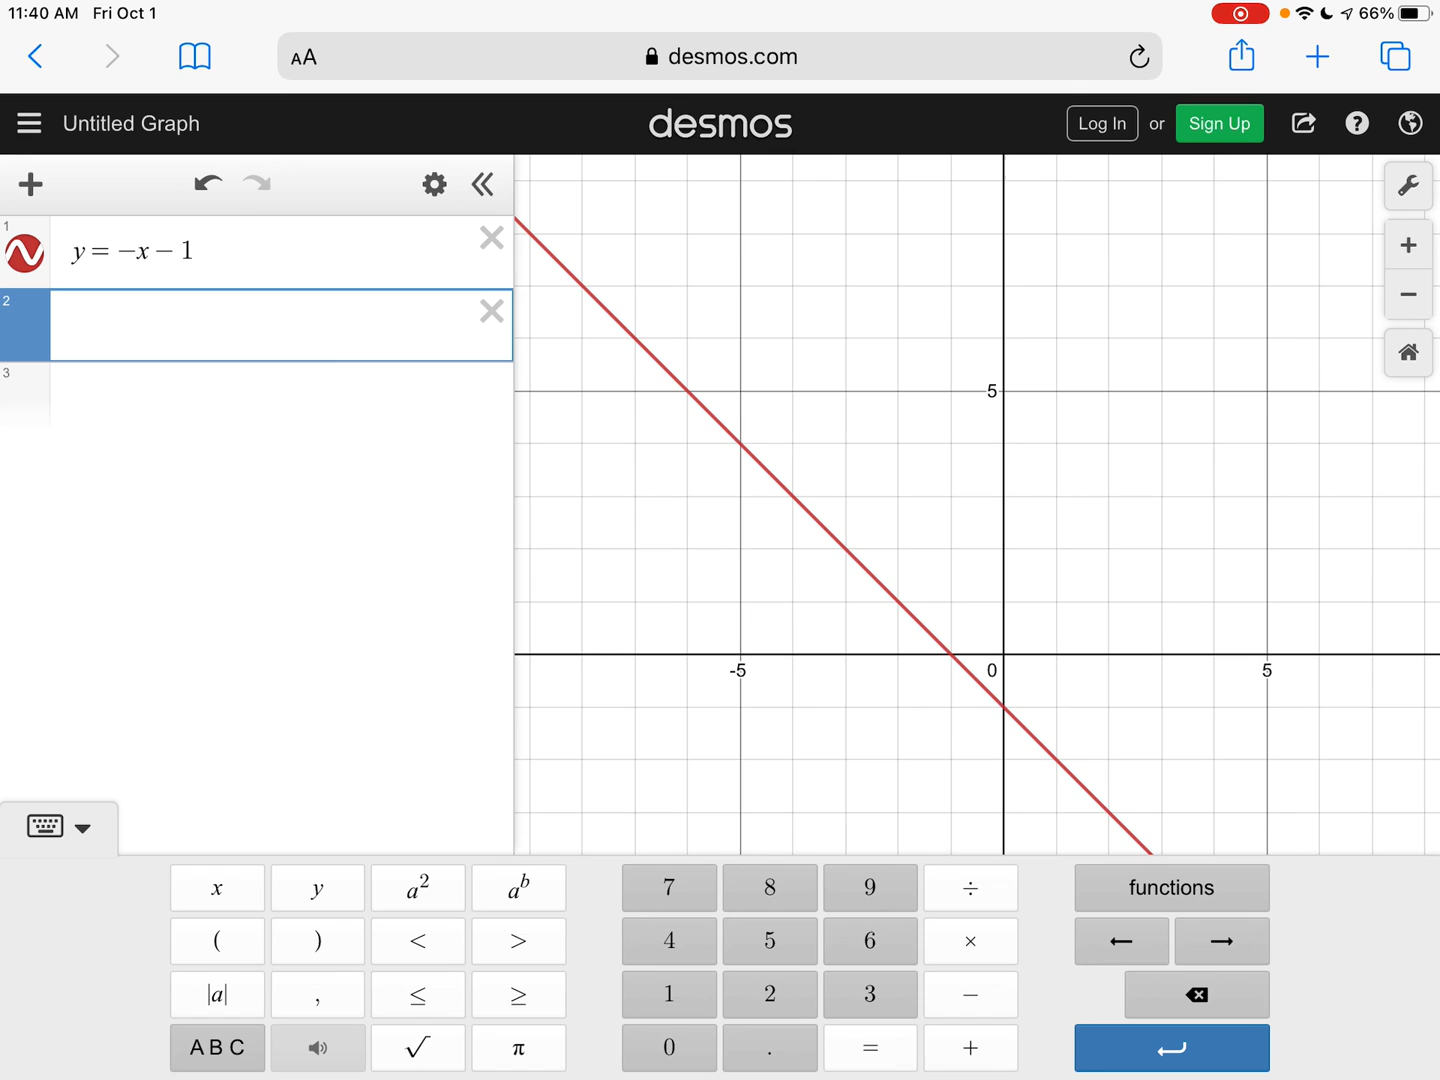 11:40 AM Fri Oct 1
66%
AA desmos.com
Untitled Graph
desmos
Log In or Sign Up
1
y = −x − 1
2
3
5
-5 0 5
x y a² aᵇ 7 8 9 ÷ functions
( ) < > 4 5 6 × ← →
|a| , ≤ ≥ 1 2 3 −
A B C √ π 0 . = +